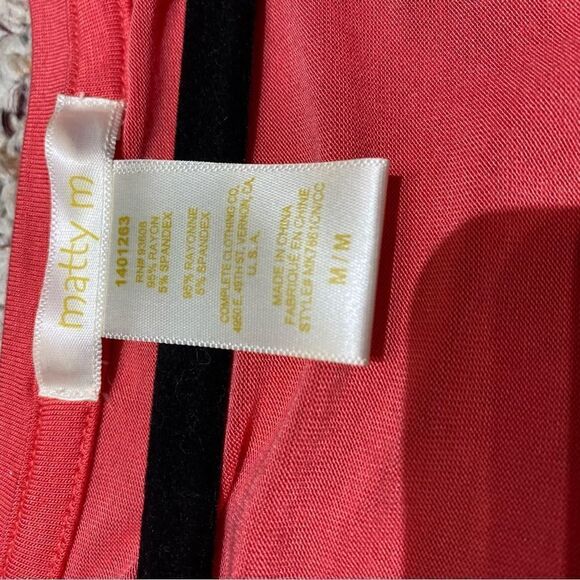 matty m
1401263
RN# 93608
95% RAYON
5% SPANDEX
95% RAYONNE
5% SPANDEX
COMPLETE CLOTHING CO.
4950 E. 49TH ST. VERNON, CA.
U.S.A.
MADE IN CHINA
FABRIQUÉ EN CHINE
M/M